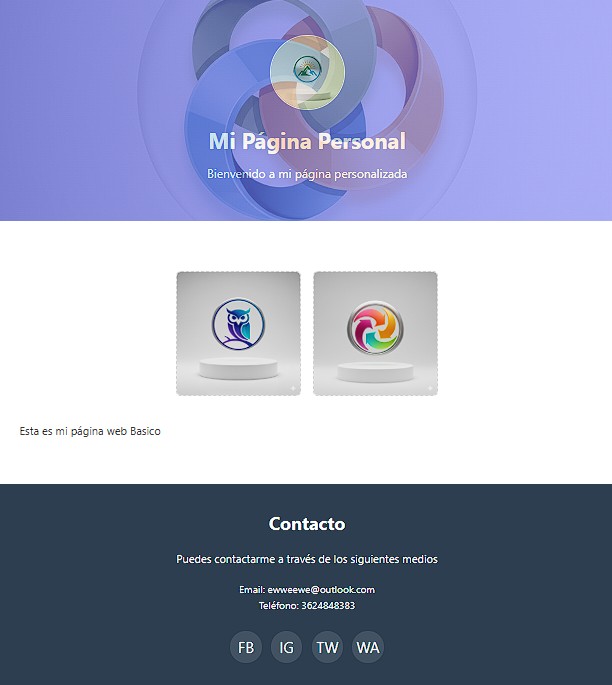 Mi Página Personal
Bienvenido a mi página personalizada
Esta es mi página web Basico
Contacto
Puedes contactarme a través de los siguientes medios
Email: ewweewe@outlook.com
Teléfono: 3624848383
FB IG TW WA